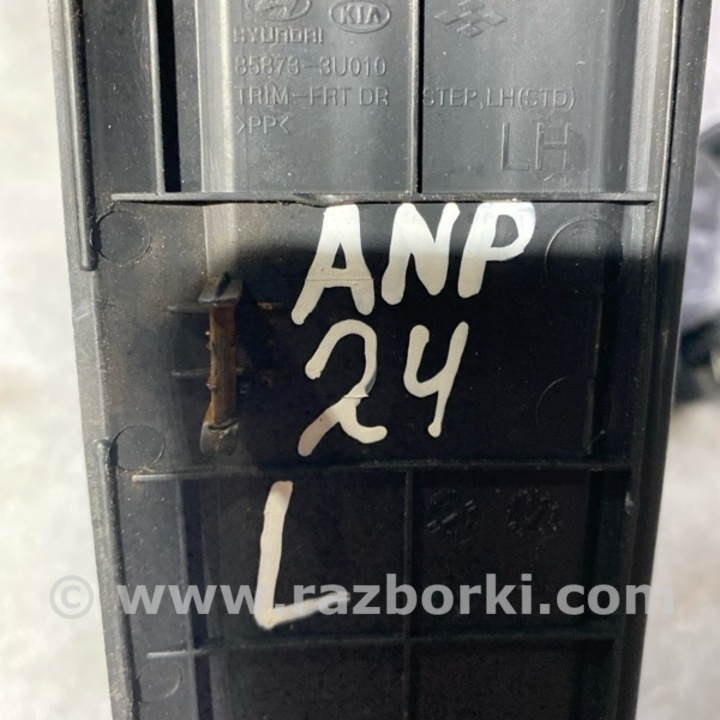 HYUNDAI KIA
85873-3U010
TRIM-FRT DR STEP,LH(STD)
>PP<
LH
ANP
24
L
© www.razborki.com